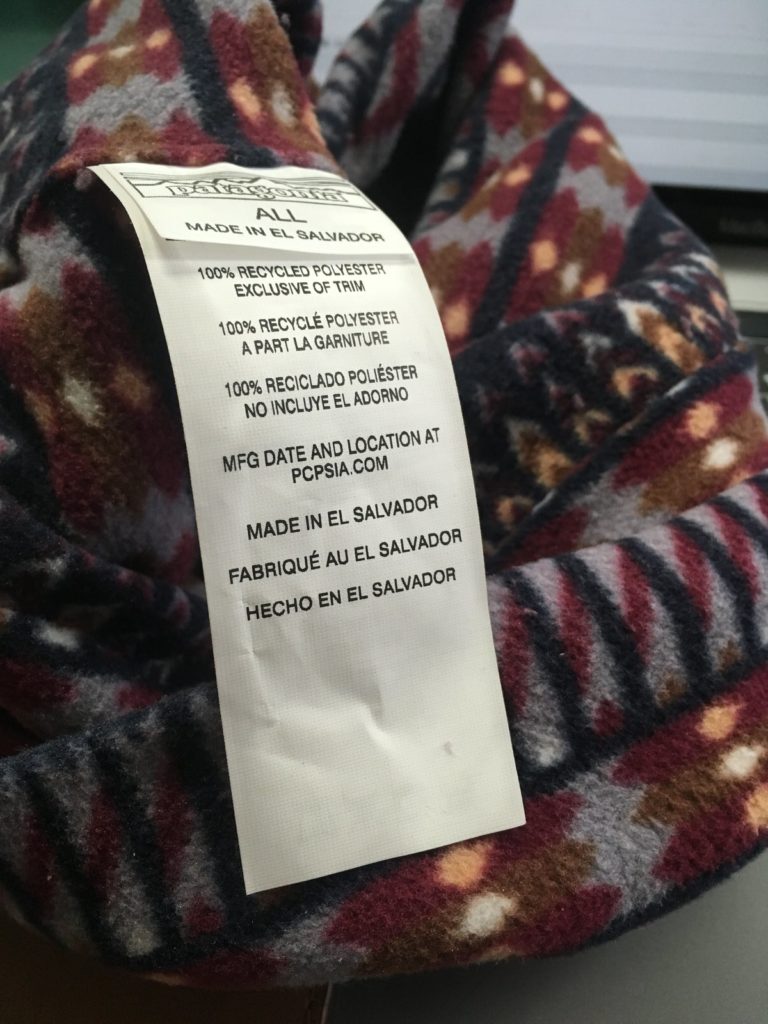 patagonia
ALL
MADE IN EL SALVADOR
100% RECYCLED POLYESTER
EXCLUSIVE OF TRIM
100% RECYCLÉ POLYESTER
A PART LA GARNITURE
100% RECICLADO POLIÉSTER
NO INCLUYE EL ADORNO
MFG DATE AND LOCATION AT
PCPSIA.COM
MADE IN EL SALVADOR
FABRIQUÉ AU EL SALVADOR
HECHO EN EL SALVADOR